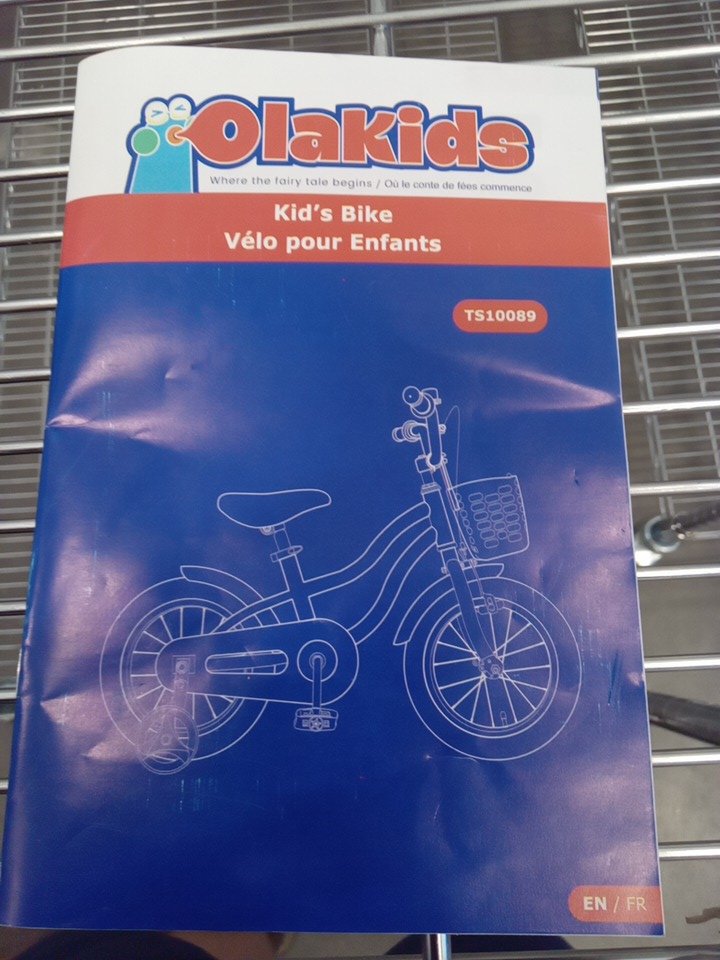 OlaKids
Where the fairy tale begins / Où le conte de fées commence
Kid's Bike
Vélo pour Enfants
TS10089
EN / FR